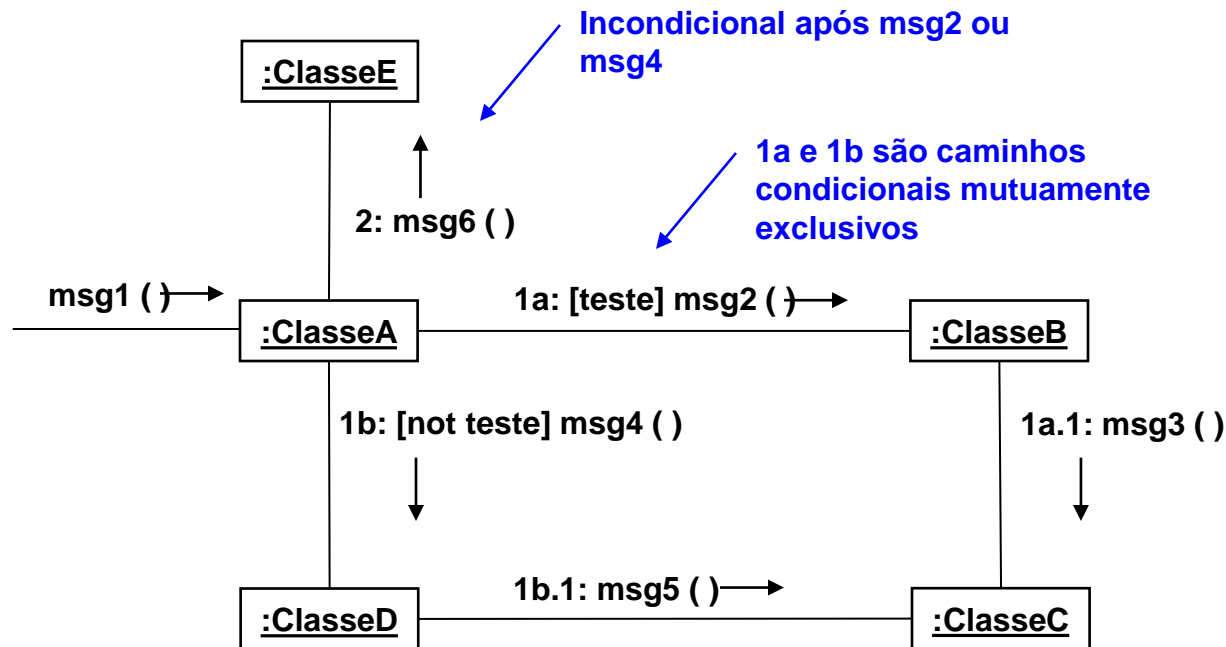 Incondicional após msg2 ou
msg4
:ClasseE
1a e 1b são caminhos
condicionais mutuamente
exclusivos
2: msg6 ( )
msg1 ( )
1a: [teste] msg2 ( )
:ClasseA
:ClasseB
1b: [not teste] msg4 ( )
1a.1: msg3 ( )
1b.1: msg5 ( )
:ClasseD
:ClasseC